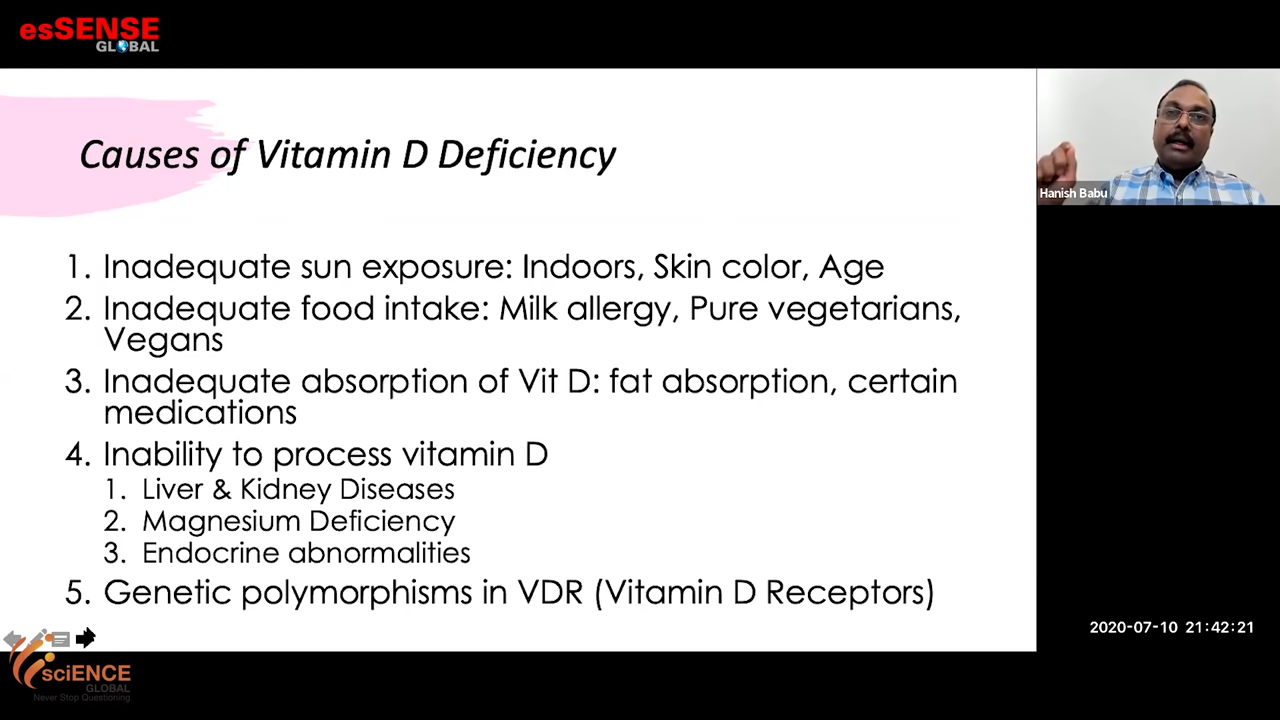 esSENSE
GLOBAL
Causes of Vitamin D Deficiency
Hanish Babu
1. Inadequate sun exposure: Indoors, Skin color, Age
2. Inadequate food intake: Milk allergy, Pure vegetarians,
Vegans
3. Inadequate absorption of Vit D: fat absorption, certain
medications
4. Inability to process vitamin D
1. Liver & Kidney Diseases
2. Magnesium Deficiency
3. Endocrine abnormalities
5. Genetic polymorphisms in VDR (Vitamin D Receptors)
2020-07-10 21:42:21
sciENCE
GLOBAL
Never Stop Questioning